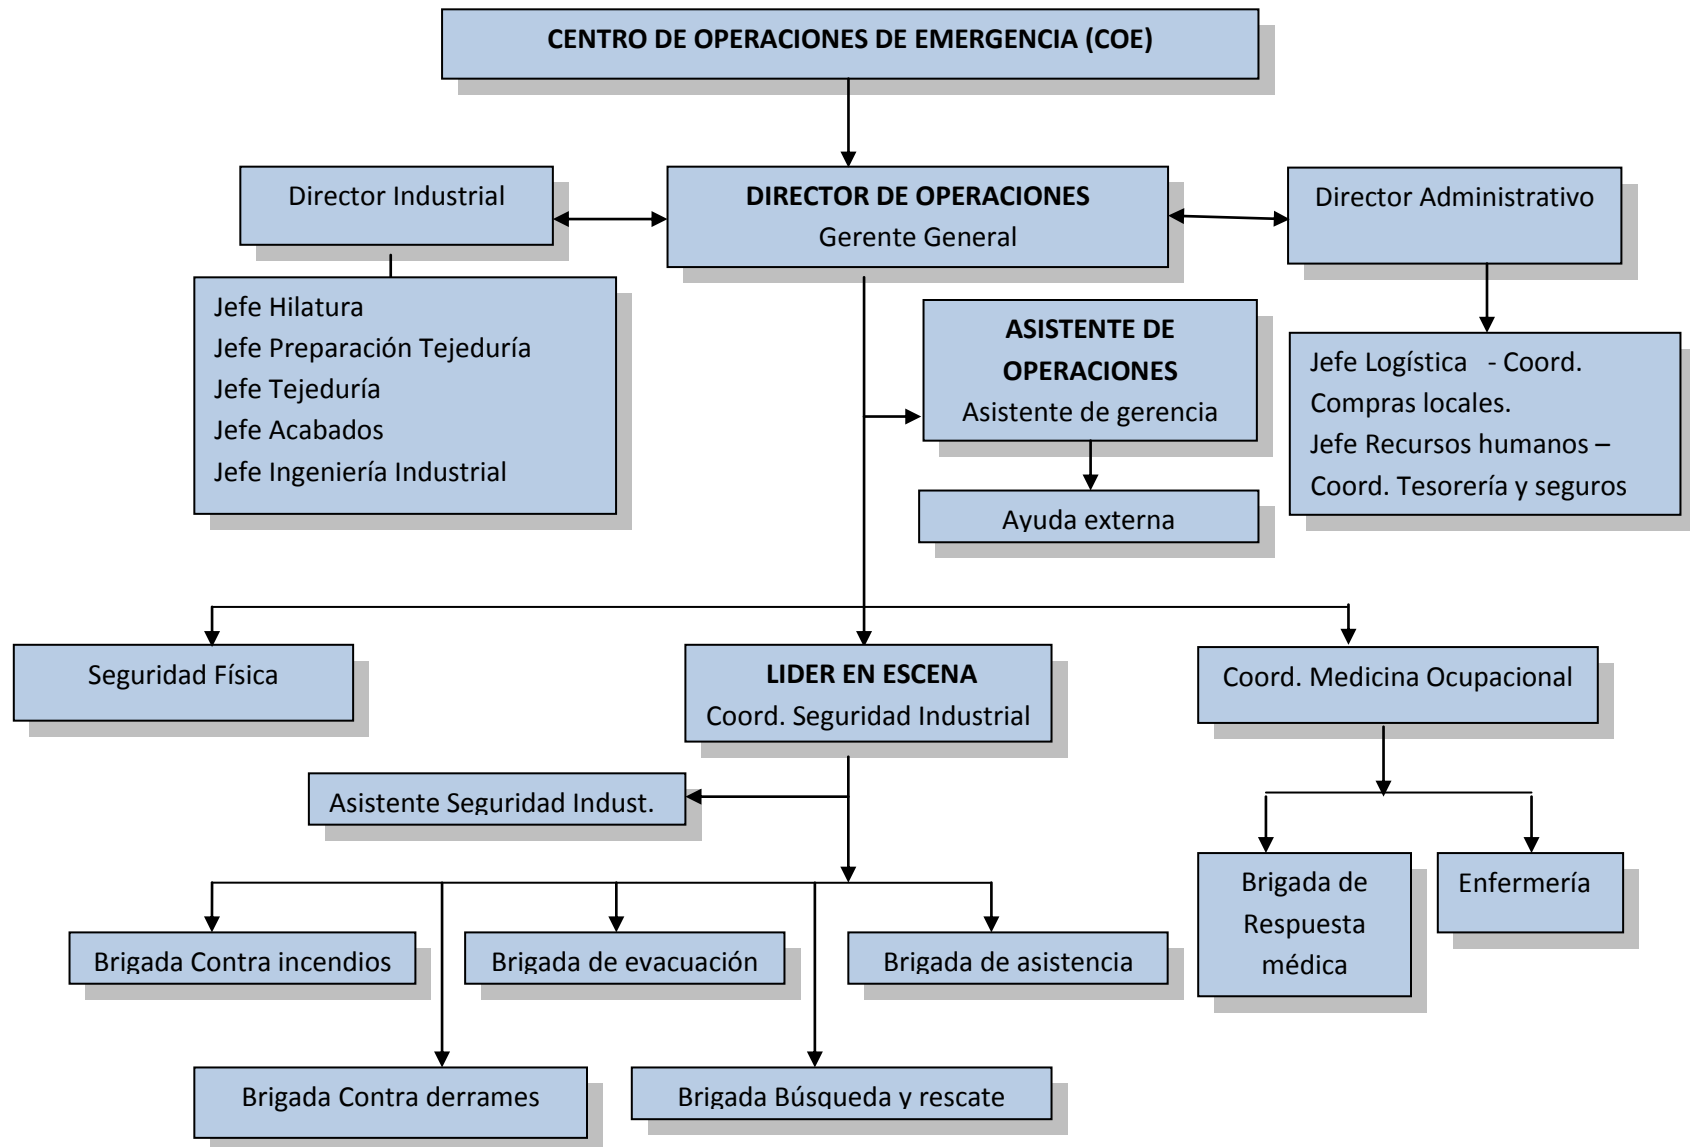 CENTRO DE OPERACIONES DE EMERGENCIA (COE)
Director Industrial
DIRECTOR DE OPERACIONES
Gerente General
Director Administrativo
Jefe Hilatura
Jefe Preparación Tejeduría
Jefe Tejeduría
Jefe Acabados
Jefe Ingeniería Industrial
ASISTENTE DE
OPERACIONES
Asistente de gerencia
Jefe Logística - Coord.
Compras locales.
Jefe Recursos humanos –
Coord. Tesorería y seguros
Ayuda externa
Seguridad Física
LIDER EN ESCENA
Coord. Seguridad Industrial
Coord. Medicina Ocupacional
Asistente Seguridad Indust.
Brigada de
Respuesta
médica
Enfermería
Brigada Contra incendios
Brigada de evacuación
Brigada de asistencia
Brigada Contra derrames
Brigada Búsqueda y rescate